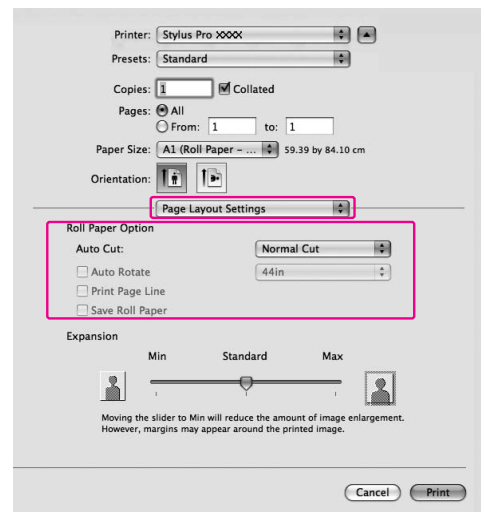 Printer: Stylus Pro XXXX
Presets: Standard
Copies: 1 Collated
Pages: All
From: 1 to: 1
Paper Size: A1 (Roll Paper – ... 59.39 by 84.10 cm
Orientation:
Page Layout Settings
Roll Paper Option
Auto Cut: Normal Cut
Auto Rotate 44in
Print Page Line
Save Roll Paper
Expansion
Min Standard Max
Moving the slider to Min will reduce the amount of image enlargement.
However, margins may appear around the printed image.
Cancel Print